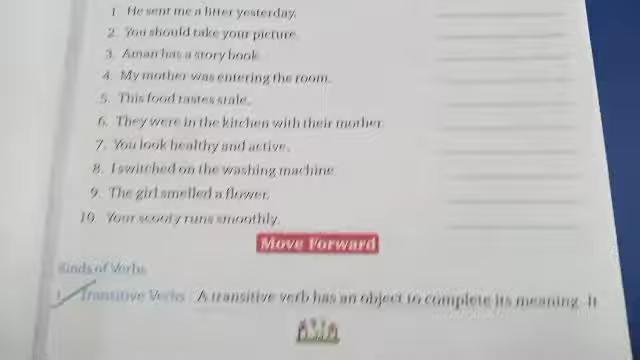 1. He sent me a litter yesterday.
2. You should take your picture.
3. Aman has a story book.
4. My mother was entering the room.
5. This food tastes stale.
6. They were in the kitchen with their mother.
7. You look healthy and active.
8. I switched on the washing machine.
9. The girl smelled a flower.
10. Your scooty runs smoothly.
Move Forward
Kinds of Verbs
1. Transitive Verbs : A transitive verb has an object to complete its meaning. It